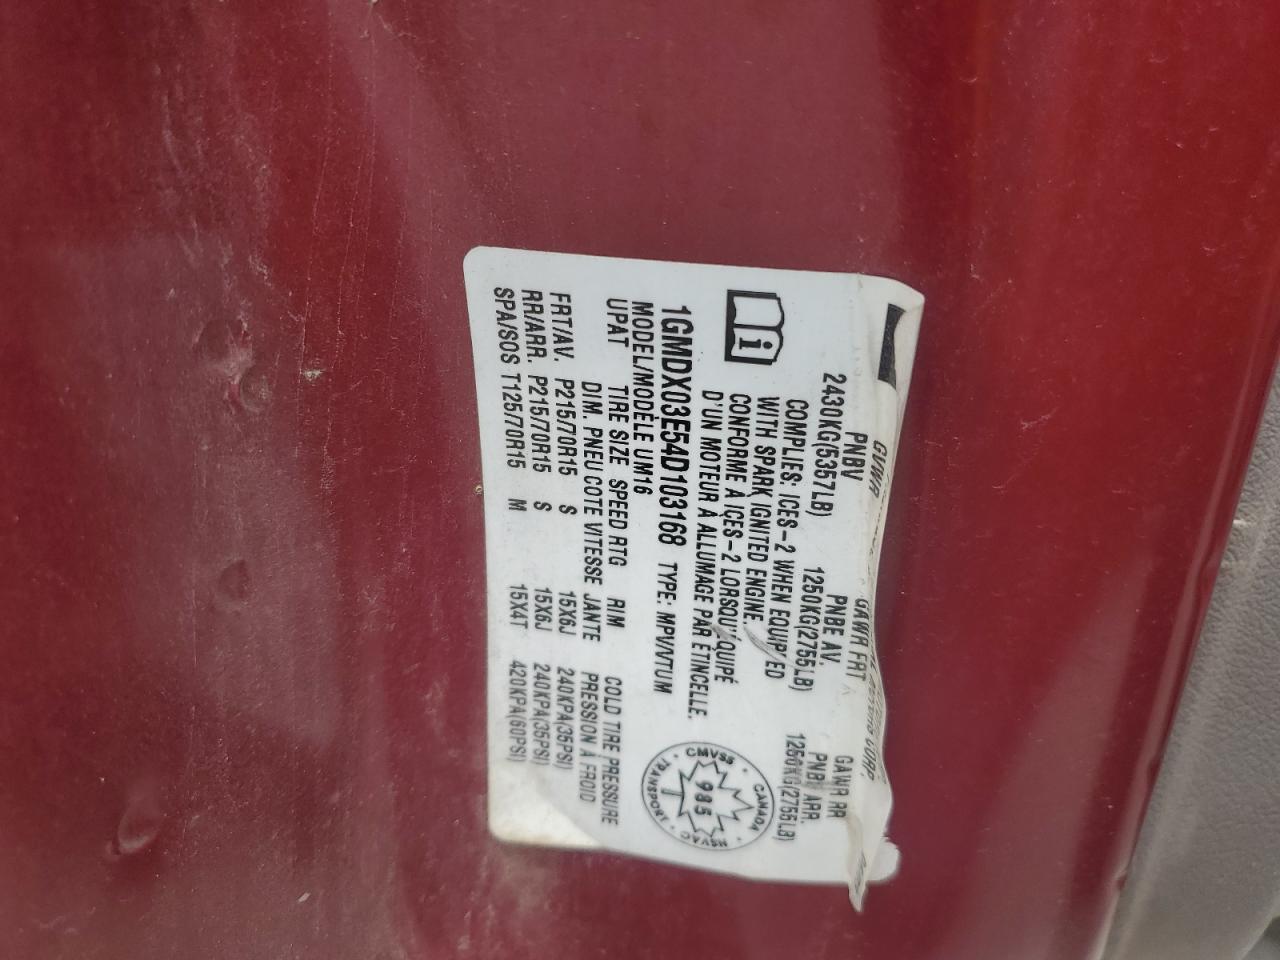 GVWR GAWR FRT GAWR RR
PNBV PNBE AV. PNBE ARR.
2430KG(5357LB) 1250KG(2755LB) 1250KG(2755LB)
COMPLIES: ICES-2 WHEN EQUIPPED
WITH SPARK IGNITED ENGINE.
CONFORME À ICES-2 LORSQU'ÉQUIPÉ
D'UN MOTEUR À ALLUMAGE PAR ÉTINCELLE.
CANADA
CMVSS
985
NSVAC
TRANSPORT
1GMDX03E54D103168 TYPE: MPV/VTUM
MODEL/MODÈLE UM16
UPAT TIRE SIZE SPEED RTG RIM COLD TIRE PRESSURE
DIM. PNEU COTE VITESSE JANTE PRESSION À FROID
FRT/AV. P215/70R15 S 15X6J 240KPA(35PSI)
RR/ARR. P215/70R15 S 15X6J 240KPA(35PSI)
SPA/SOS T125/70R15 M 15X4T 420KPA(60PSI)